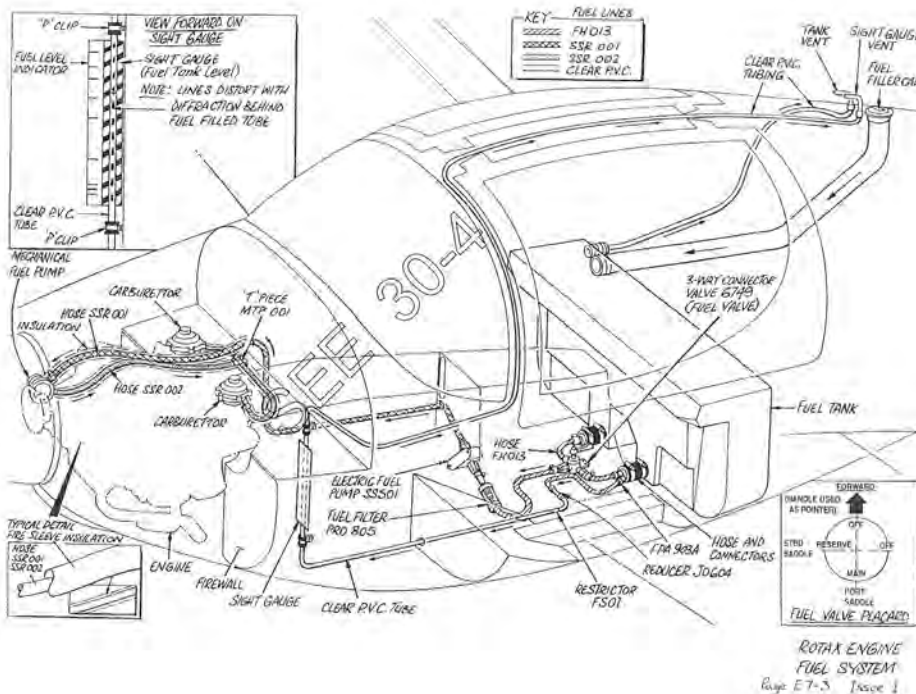 "P" CLIP
VIEW FORWARD ON
SIGHT GAUGE
FUEL LEVEL
INDICATOR
SIGHT GAUGE
(Fuel Tank Level)
NOTE: LINES DISTORT WITH
DIFFRACTION BEHIND
FUEL FILLED TUBE
CLEAR P.V.C.
TUBE
"P" CLIP
KEY
FUEL LINES
FH013
SSR 001
SSR 002
CLEAR P.V.C.
TANK
VENT
SIGHT GAUGE
VENT
FUEL
FILLER CAP
CLEAR P.V.C.
TUBING
MECHANICAL
FUEL PUMP
CARBURETTOR
'T' PIECE
MTP 001
HOSE SSR 001
INSULATION
HOSE SSR 002
CARBURETTOR
30-4
3-WAY CONNECTOR
VALVE 6749
(FUEL VALVE)
FUEL TANK
HOSE
FH013
ELECTRIC FUEL
PUMP SS501
FUEL FILTER
PRO 805
FPA 908A
HOSE AND
CONNECTORS
REDUCER JD604
RESTRICTOR
FS01
TYPICAL DETAIL
FIRE SLEEVE INSULATION
HOSE
SSR 001
SSR 002
ENGINE
FIREWALL
SIGHT GAUGE
CLEAR P.V.C. TUBE
FORWARD
(HANDLE USED
AS POINTER)
OFF
STBD
SADDLE
RESERVE
OFF
MAIN
PORT
SADDLE
FUEL VALVE PLACARD
ROTAX ENGINE
FUEL SYSTEM
Page E7-3 Issue 1